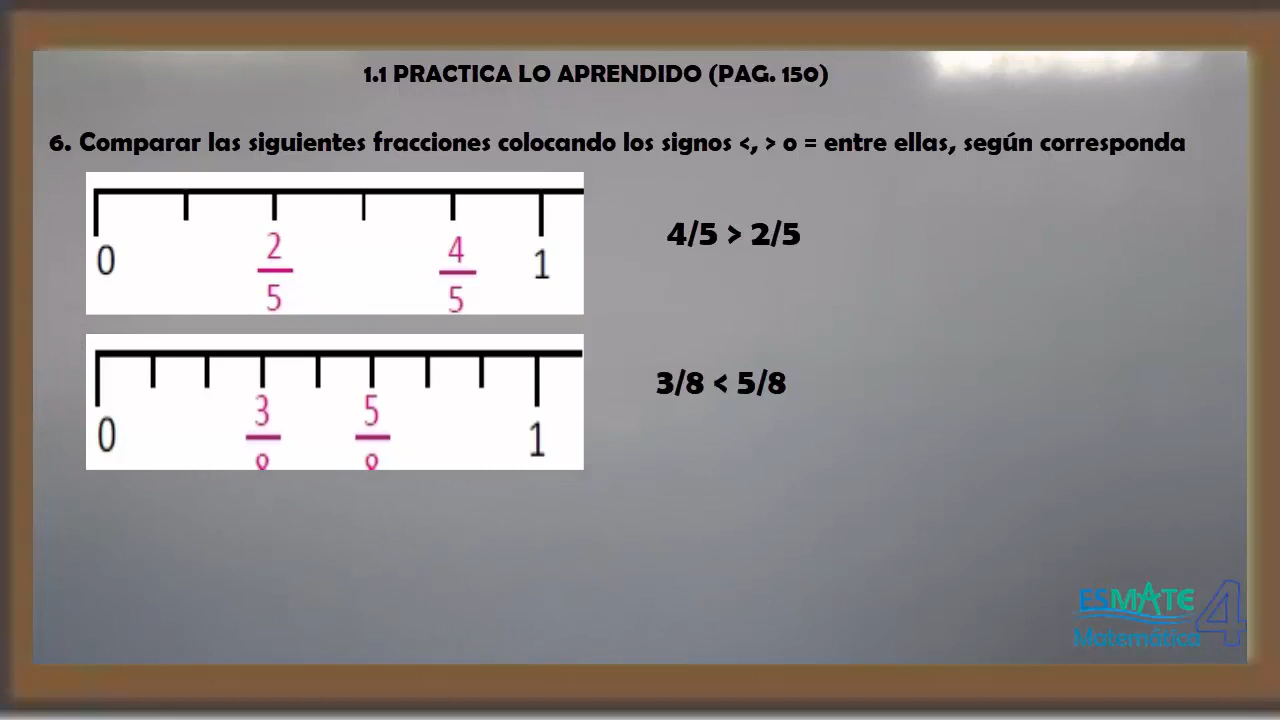 1.1 PRACTICA LO APRENDIDO (PAG. 150)
6. Comparar las siguientes fracciones colocando los signos <, > o = entre ellas, según corresponda
0 2/5 4/5 1
4/5 > 2/5
0 3/8 5/8 1
3/8 < 5/8
ESMATE 4
Matemática